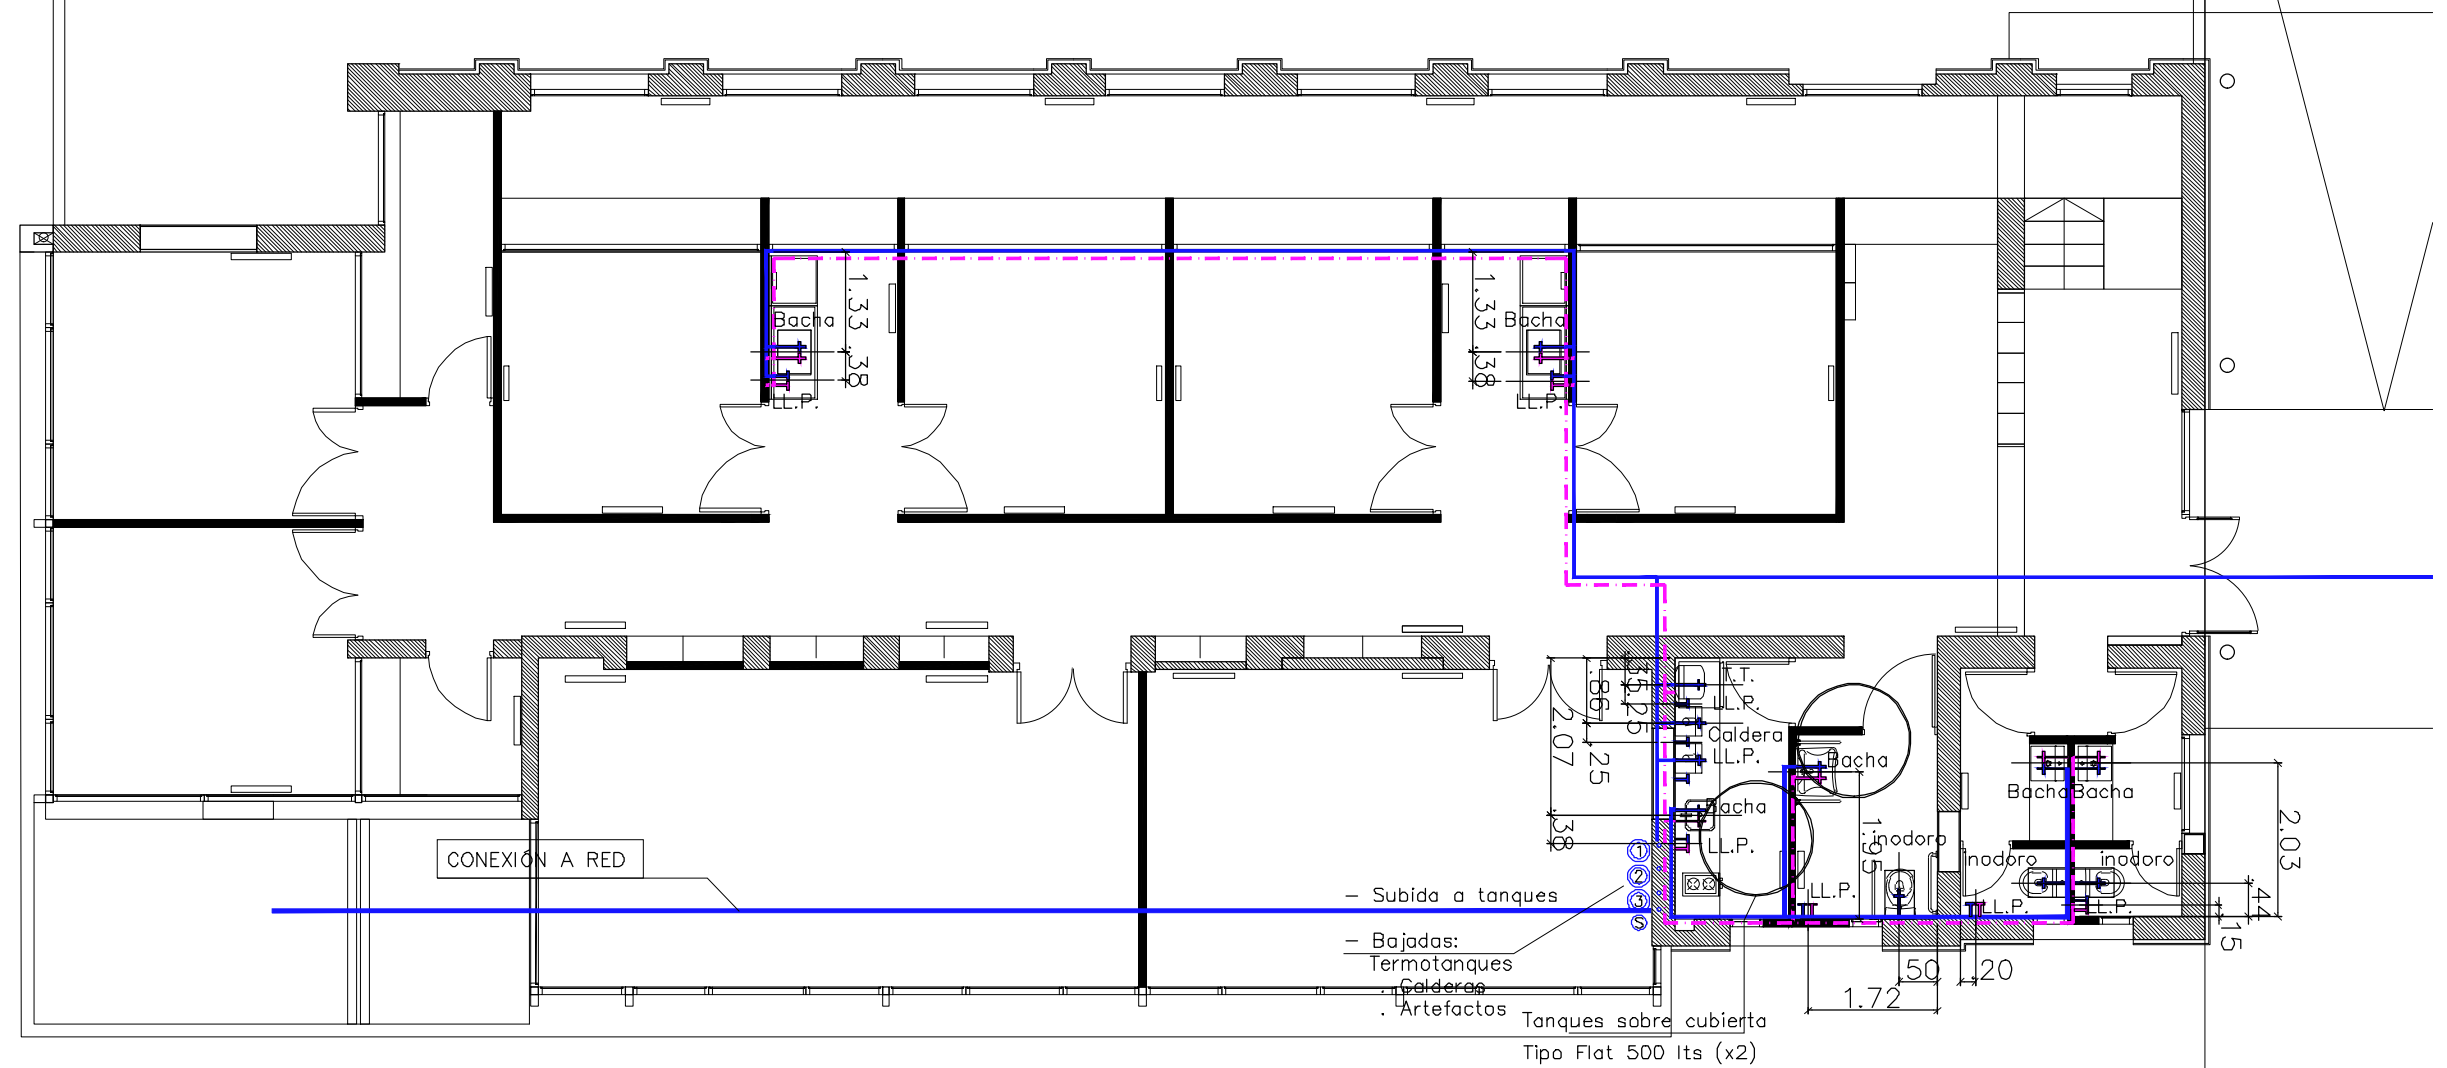 1.33
.38
Bacha
LL.P.
1.33
.38
Bacha
LL.P.
.35
.25
.86
.25
2.07
.38
T.T.
LL.P.
Caldera
LL.P.
Bacha
LL.P.
Bacha
1.95
inodoro
LL.P.
Bacha
Bacha
inodoro
inodoro
LL.P.
LL.P.
2.03
.44
.15
.50
.20
1.72
1
2
3
S
CONEXIÓN A RED
- Subida a tanques
- Bajadas:
Termotanques
. Calderas
. Artefactos
Tanques sobre cubierta
Tipo Flat 500 lts (x2)